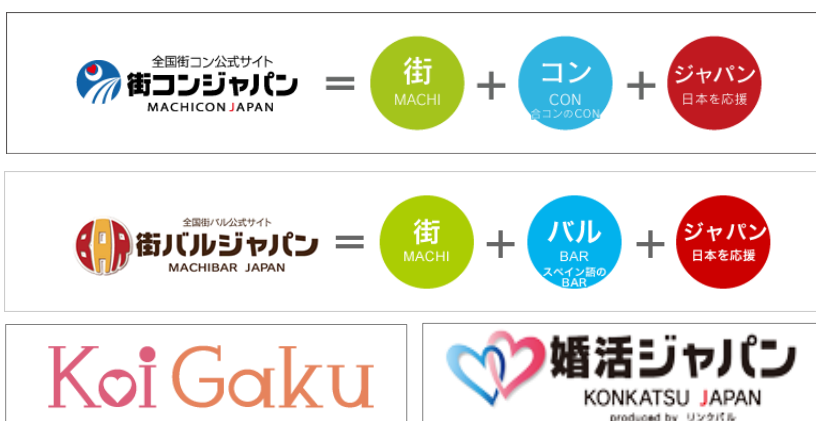 全国街コン公式サイト
街コンジャパン
MACHICON JAPAN
=
街
MACHI
+
コン
CON
合コンのCON
+
ジャパン
日本を応援
全国街バル公式サイト
BAR
街バルジャパン
MACHIBAR JAPAN
=
街
MACHI
+
バル
BAR
スペイン語の
BAR
+
ジャパン
日本を応援
Koi Gaku
婚活ジャパン
KONKATSU JAPAN
produced by リンクバル